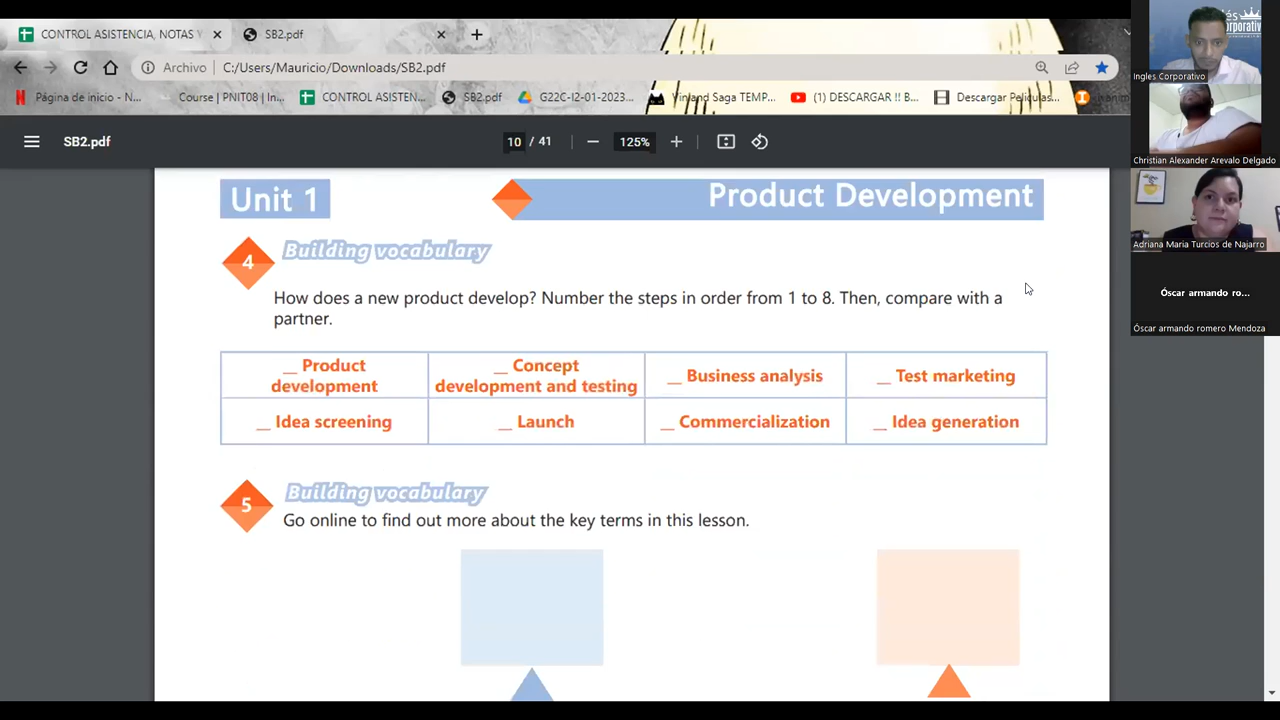 CONTROL ASISTENCIA, NOTAS Y
SB2.pdf
Archivo
C:/Users/Mauricio/Downloads/SB2.pdf
Página de inicio - N...
Course | PNIT08 | In...
CONTROL ASISTEN...
SB2.pdf
G22C-I2-01-2023...
Vinland Saga TEMP...
(1) DESCARGAR !! B...
Descargar Peliculas...
SB2.pdf
10 / 41
125%
Unit 1
Product Development
4
Building vocabulary
How does a new product develop? Number the steps in order from 1 to 8. Then, compare with a
partner.
__ Product
development
__ Concept
development and testing
__ Business analysis
__ Test marketing
__ Idea screening
__ Launch
__ Commercialization
__ Idea generation
5
Building vocabulary
Go online to find out more about the key terms in this lesson.
Ingles Corporativo
Christian Alexander Arevalo Delgado
Adriana Maria Turcios de Najarro
Óscar armando ro...
Óscar armando romero Mendoza